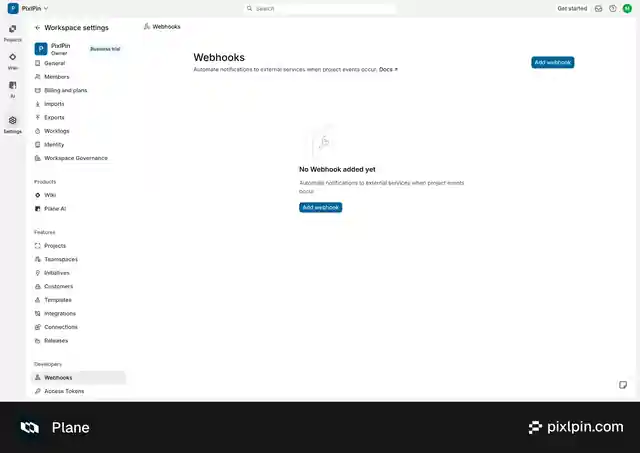 P PixlPin
Search
Get started
M
Projects
Wiki
AI
Settings
Workspace settings
P PixlPin
Owner
Business trial
General
Members
Billing and plans
Imports
Exports
Worklogs
Identity
Workspace Governance
Products
Wiki
Plane AI
Features
Projects
Teamspaces
Initiatives
Customers
Templates
Integrations
Connections
Releases
Developers
Webhooks
Access Tokens
Webhooks
Webhooks
Automate notifications to external services when project events occur. Docs
Add webhook
No Webhook added yet
Automate notifications to external services when project events
occur
Add webhook
Plane
pixlpin.com